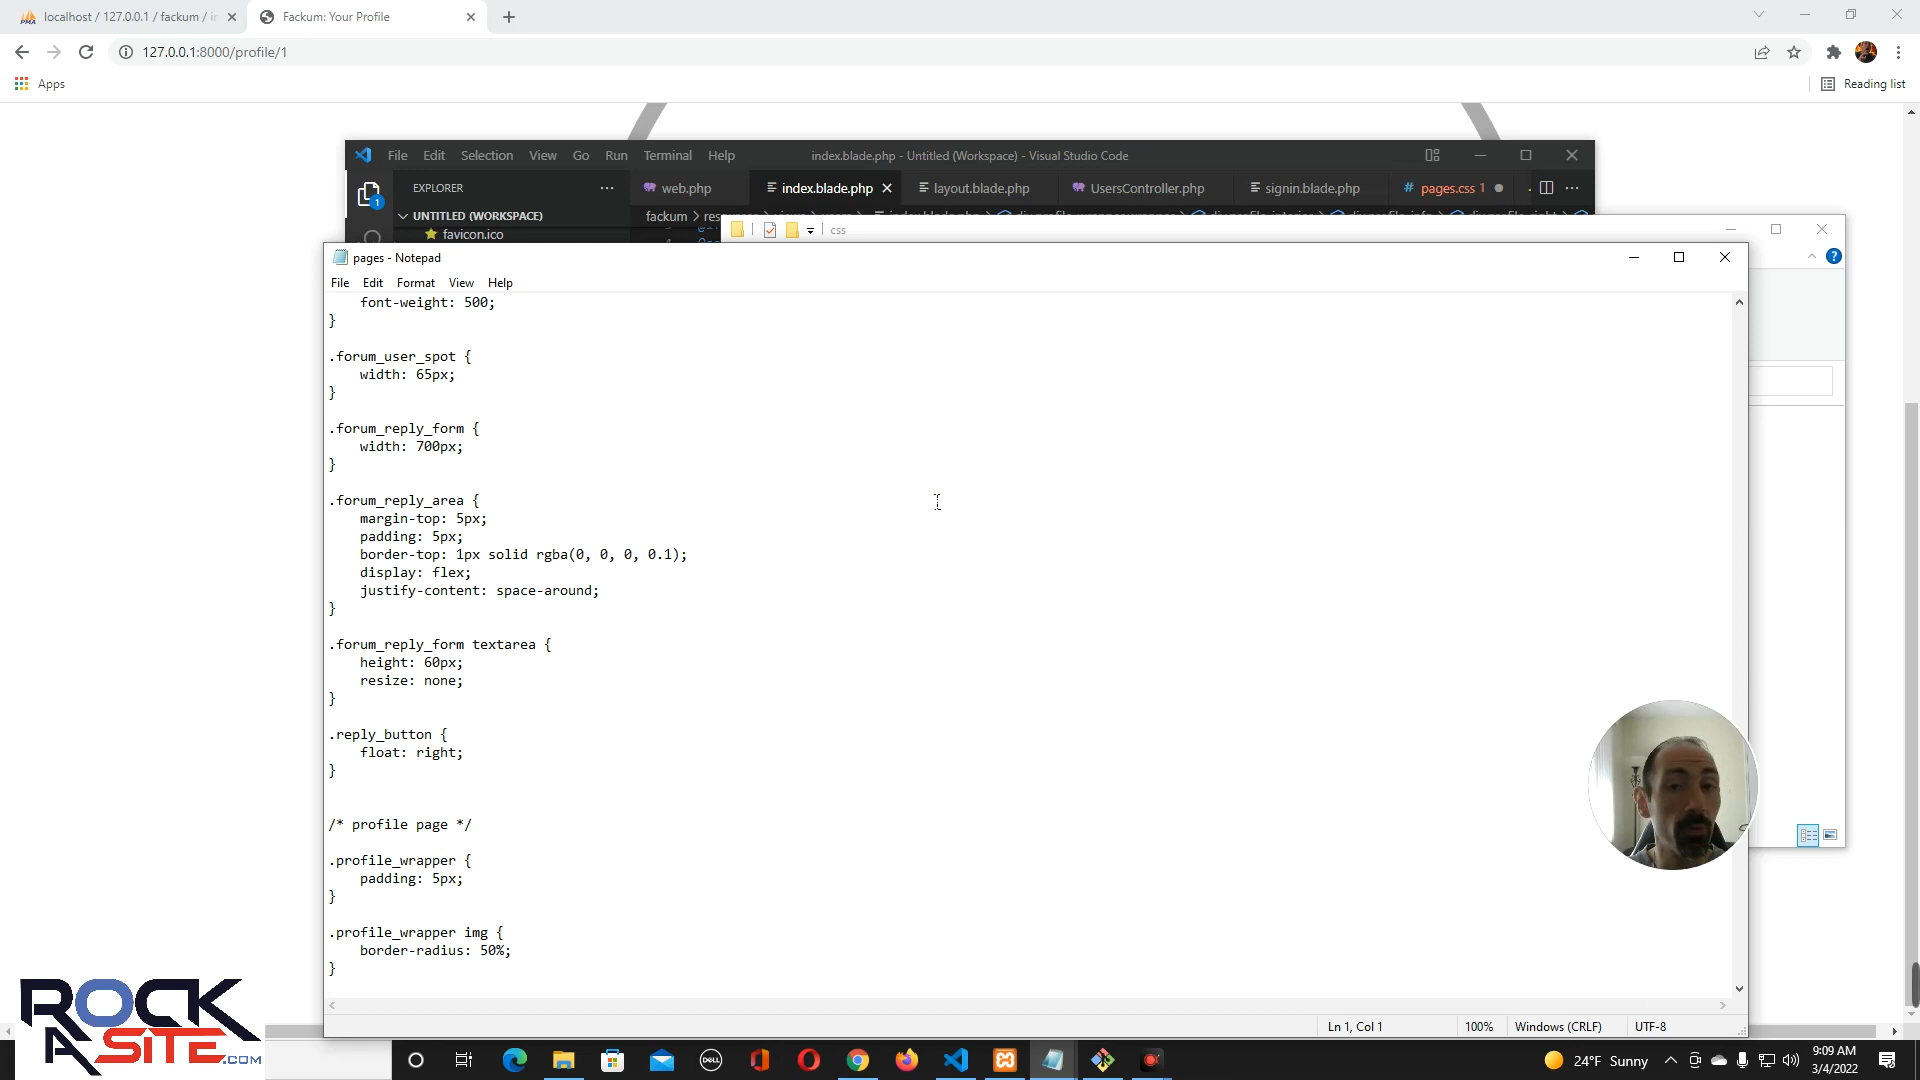 localhost / 127.0.0.1 / fackum /
Fackum: Your Profile
127.0.0.1:8000/profile/1
Apps
Reading list
File Edit Selection View Go Run Terminal Help
index.blade.php - Untitled (Workspace) - Visual Studio Code
EXPLORER
web.php
index.blade.php
layout.blade.php
UsersController.php
signin.blade.php
# pages.css 1
UNTITLED (WORKSPACE)
favicon.ico
fackum > res
css
pages - Notepad
File Edit Format View Help
font-weight: 500;
}
.forum_user_spot {
width: 65px;
}
.forum_reply_form {
width: 700px;
}
.forum_reply_area {
margin-top: 5px;
padding: 5px;
border-top: 1px solid rgba(0, 0, 0, 0.1);
display: flex;
justify-content: space-around;
}
.forum_reply_form textarea {
height: 60px;
resize: none;
}
.reply_button {
float: right;
}
/* profile page */
.profile_wrapper {
padding: 5px;
}
.profile_wrapper img {
border-radius: 50%;
}
Ln 1, Col 1
100%
Windows (CRLF)
UTF-8
ROCK
A SITE.COM
DELL
24°F Sunny
9:09 AM
3/4/2022